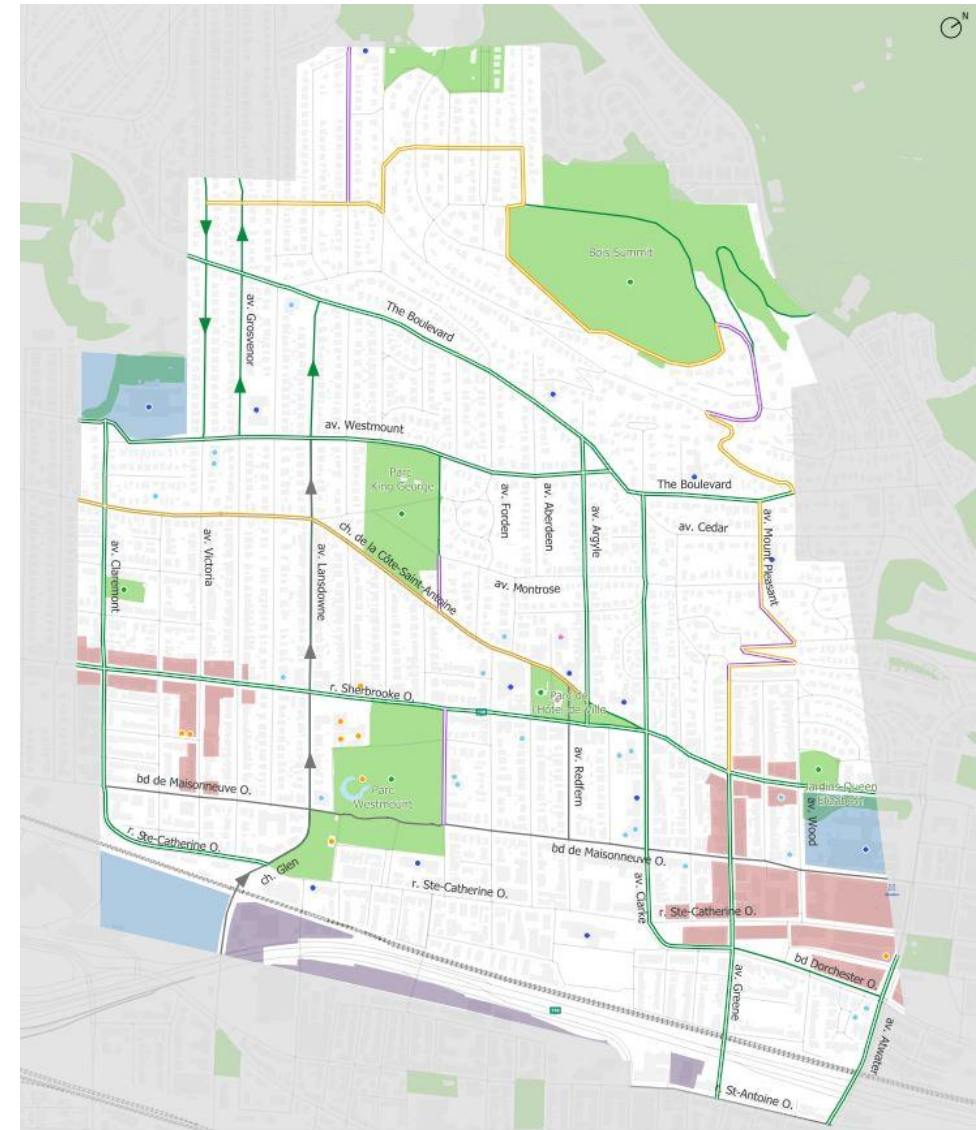 N
Bois Summit
av. Grosvenor
The Boulevard
av. Westmount
Parc
King George
The Boulevard
av. Forden
av. Aberdeen
av. Argyle
av. Cedar
av. Mount Pleasant
av. Claremont
av. Victoria
av. Lansdowne
ch. de la Côte-Saint-Antoine
av. Montrose
r. Sherbrooke O.
Parc de
l'Hôtel-de-Ville
av. Redfern
bd de Maisonneuve O.
Parc
Westmount
Jardins Queen
Elizabeth
av. Wood
r. Ste-Catherine O.
bd de Maisonneuve O.
ch. Glen
r. Ste-Catherine O.
av. Clarke
r. Ste-Catherine O.
bd Dorchester O.
av. Greene
av. Atwater
r. St-Antoine O.